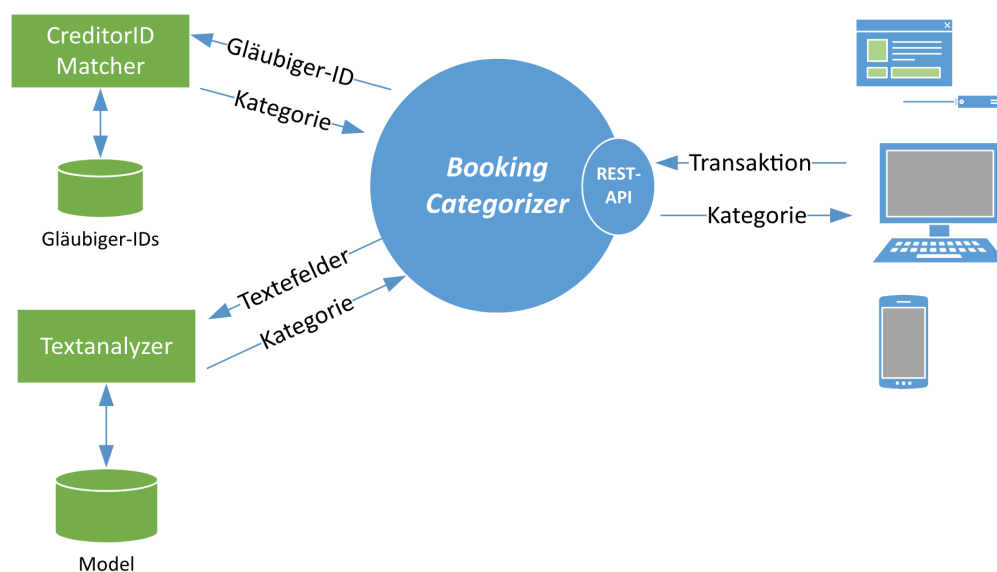 CreditorID
Matcher
Gläubiger-ID
Kategorie
Gläubiger-IDs
Booking
Categorizer
REST-
API
Transaktion
Kategorie
Textefelder
Kategorie
Textanalyzer
Model